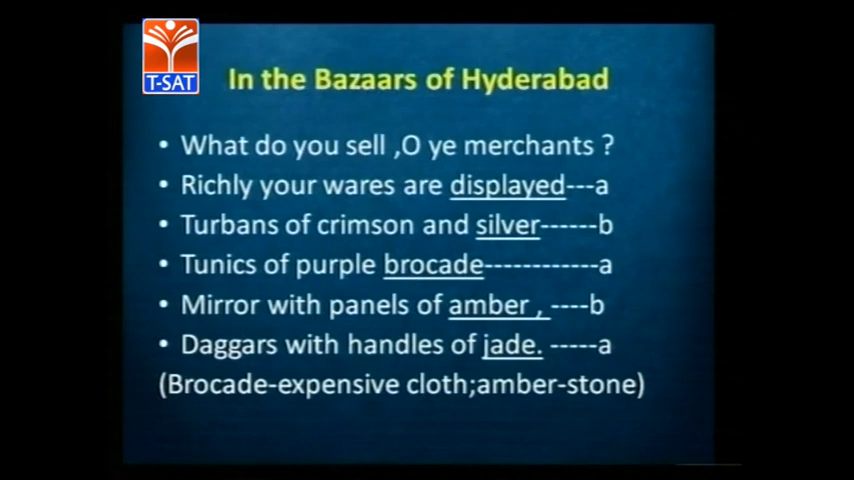 T-SAT
In the Bazaars of Hyderabad
• What do you sell ,O ye merchants ?
• Richly your wares are displayed---a
• Turbans of crimson and silver------b
• Tunics of purple brocade------------a
• Mirror with panels of amber , ----b
• Daggars with handles of jade. -----a
(Brocade-expensive cloth;amber-stone)